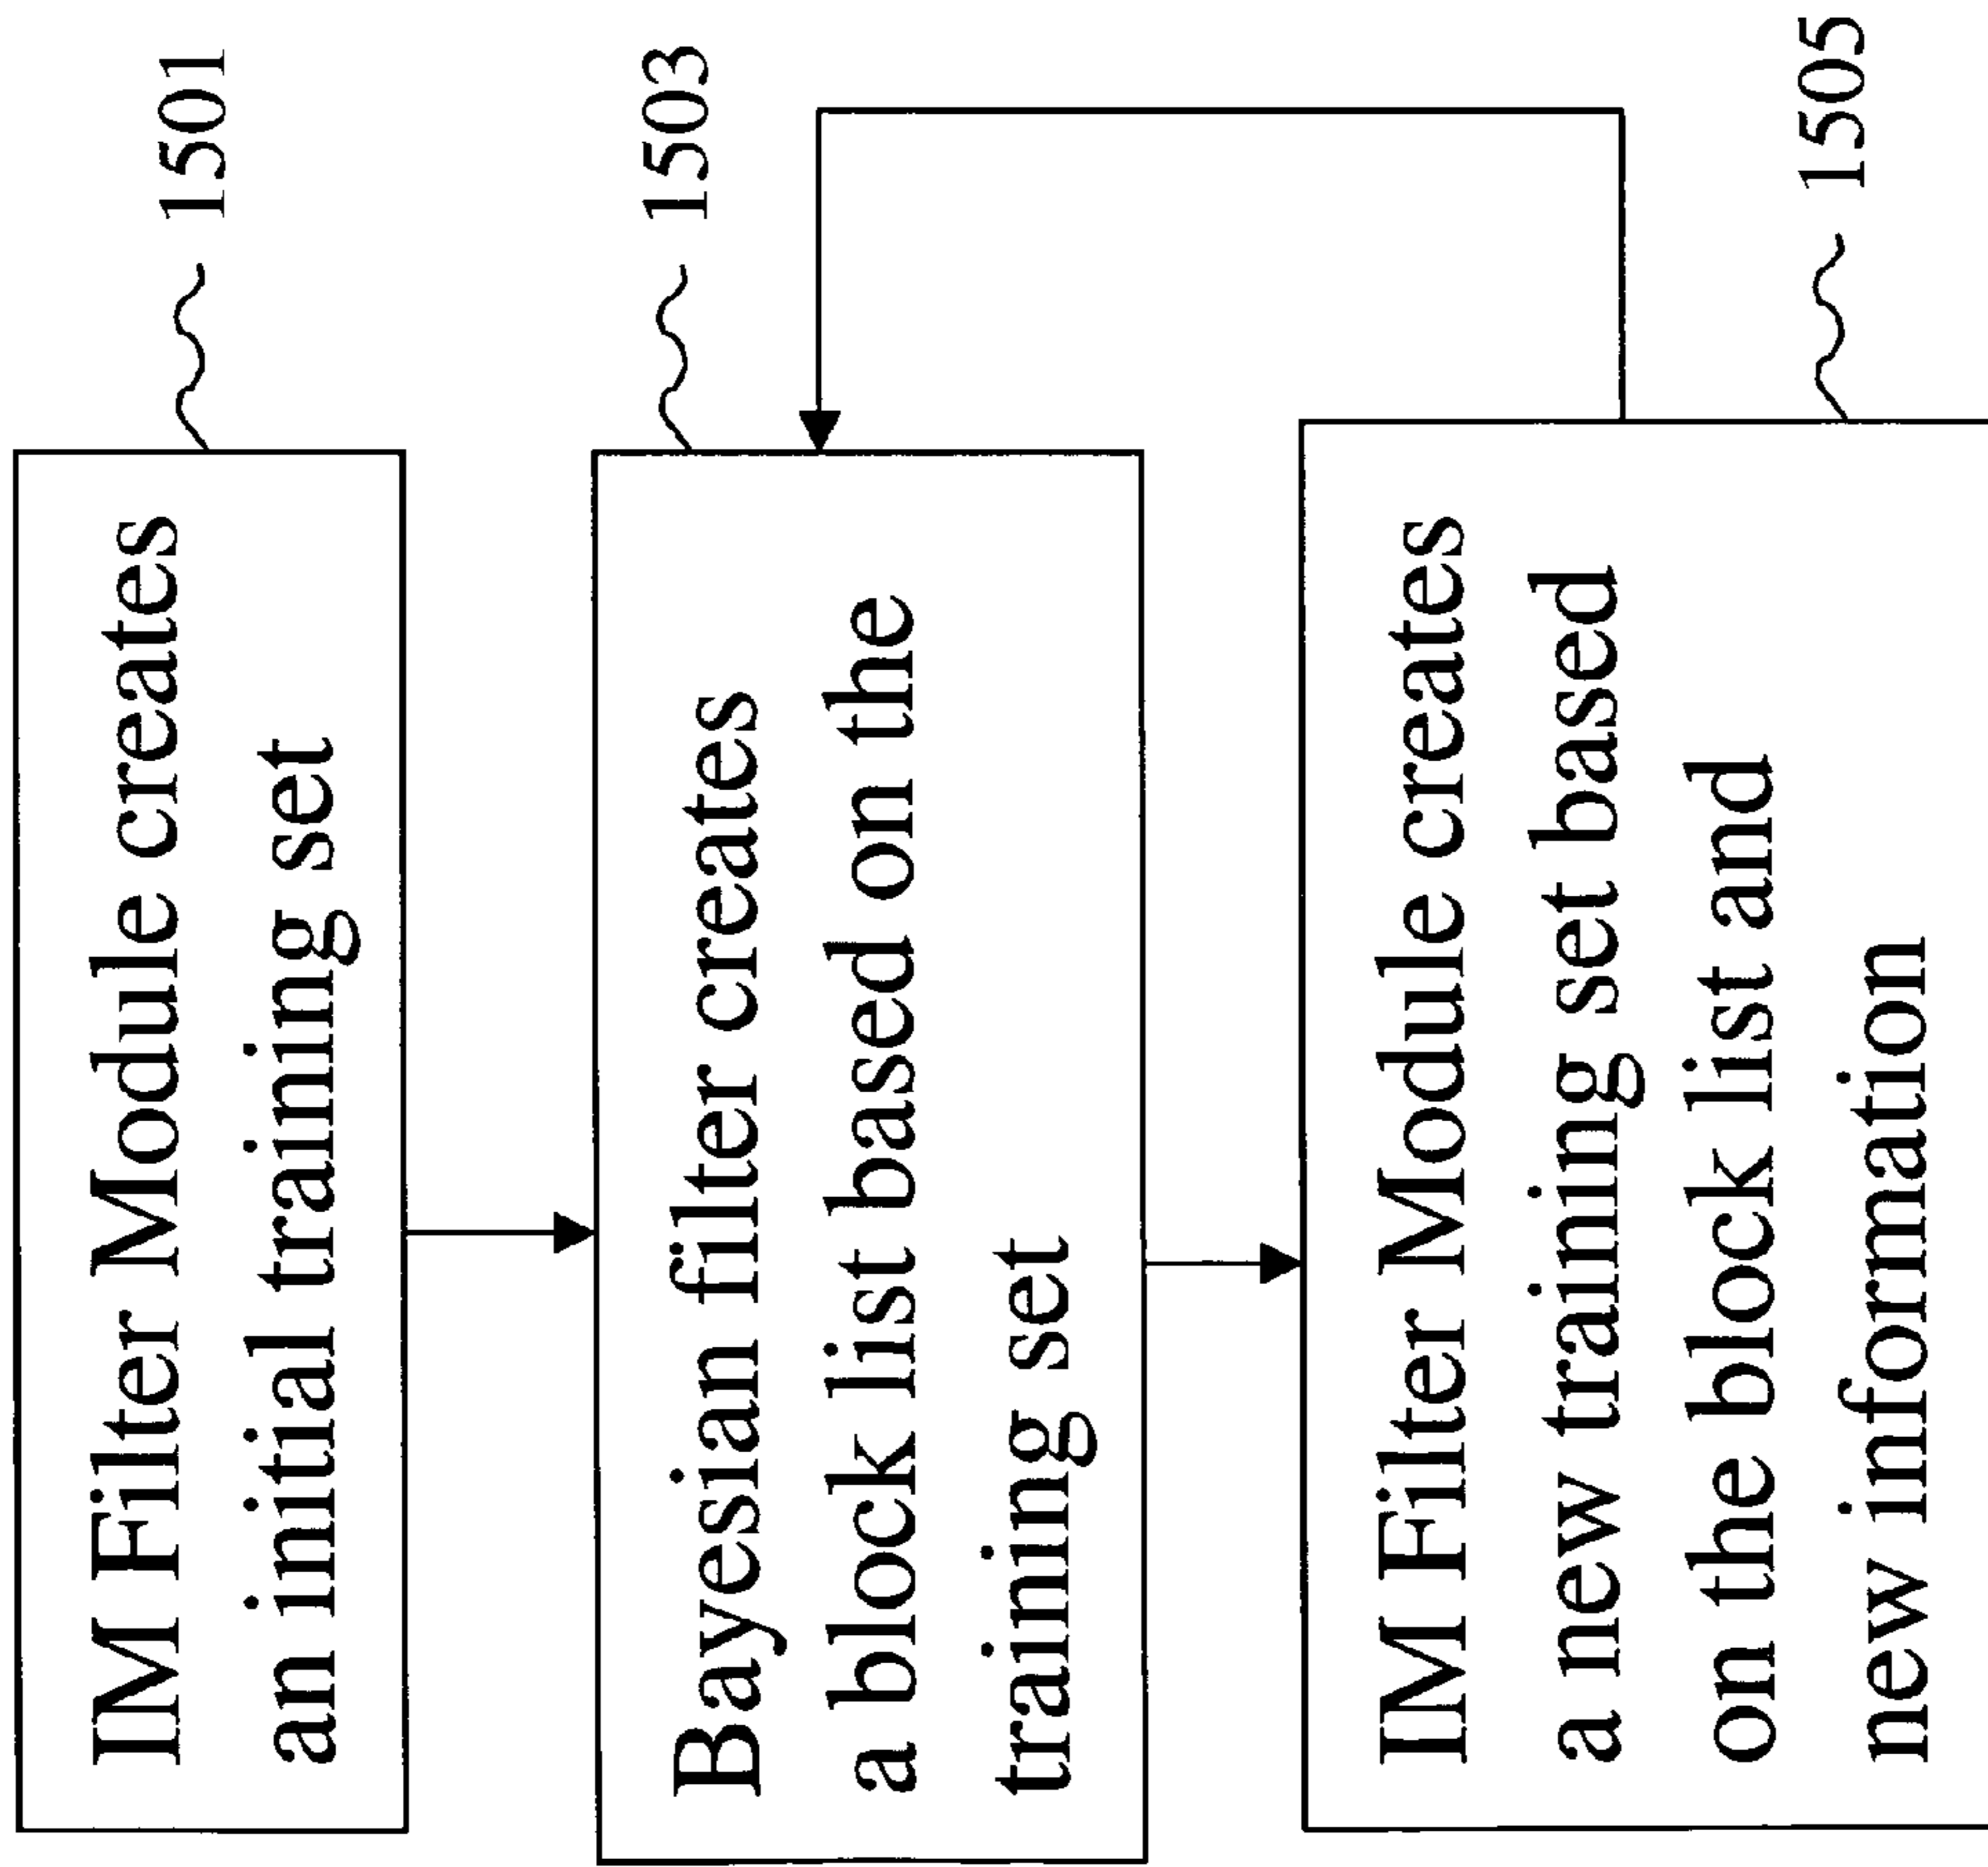 IM Filter Module creates
an initial training set
1501
Bayesian filter creates
a block list based on the
training set
1503
IM Filter Module creates
a new training set based
on the block list and
new information
1505